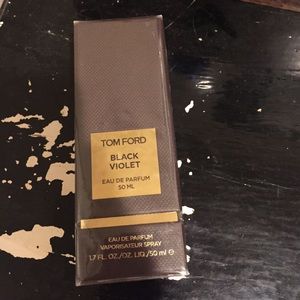 TOM FORD
BLACK
VIOLET
EAU DE PARFUM
50 ML
EAU DE PARFUM
VAPORISATEUR SPRAY
1.7 FL. OZ./OZ. LIQ./50 ml ℮